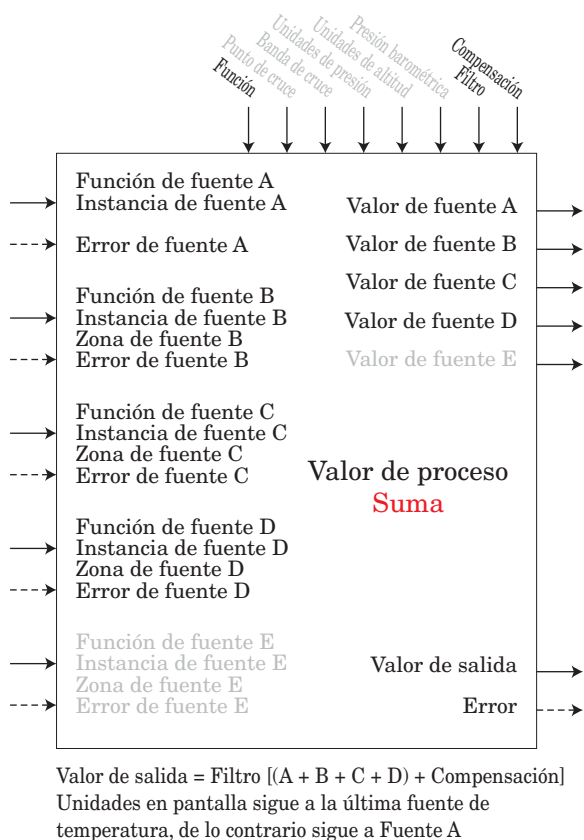 Función
Punto de cruce
Banda de cruce
Unidades de presión
Unidades de altitud
Presión barométrica
Filtro
Compensación
Función de fuente A
Instancia de fuente A
Error de fuente A
Función de fuente B
Instancia de fuente B
Zona de fuente B
Error de fuente B
Función de fuente C
Instancia de fuente C
Zona de fuente C
Error de fuente C
Función de fuente D
Instancia de fuente D
Zona de fuente D
Error de fuente D
Función de fuente E
Instancia de fuente E
Zona de fuente E
Error de fuente E
Valor de fuente A
Valor de fuente B
Valor de fuente C
Valor de fuente D
Valor de fuente E
Valor de proceso
Suma
Valor de salida
Error
Valor de salida = Filtro [(A + B + C + D) + Compensación]
Unidades en pantalla sigue a la última fuente de
temperatura, de lo contrario sigue a Fuente A